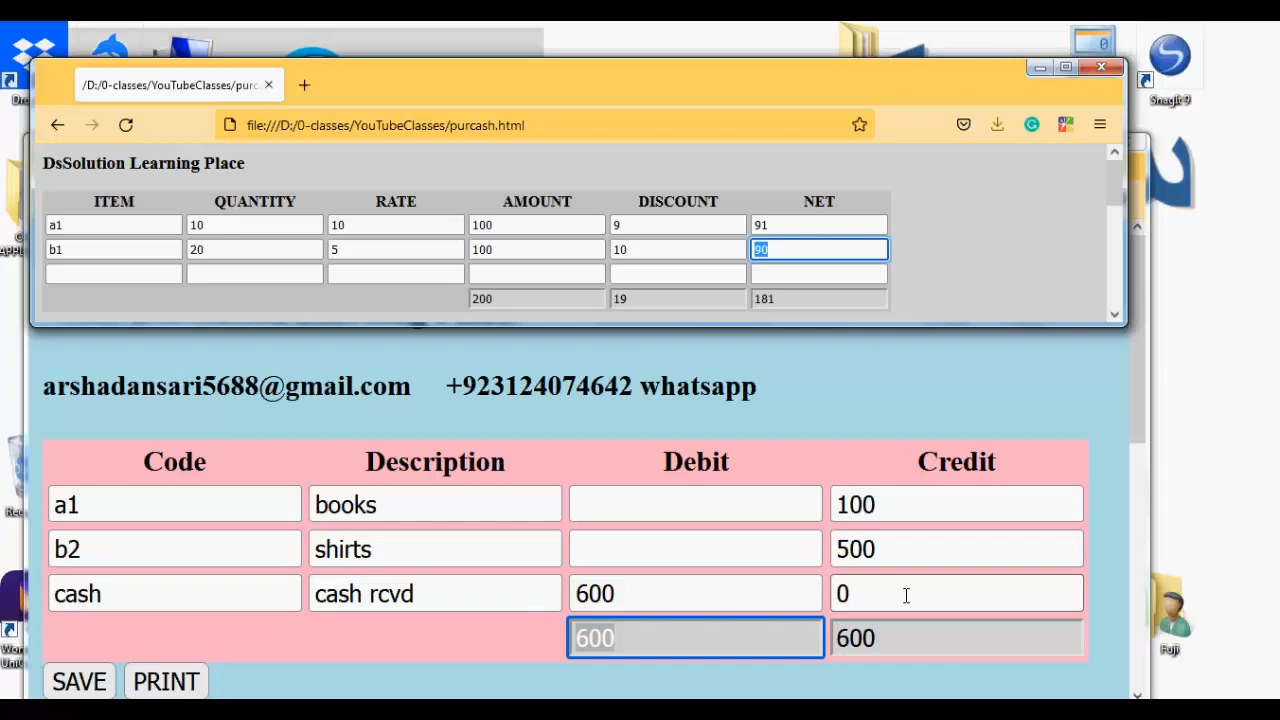 /D:/0-classes/YouTubeClasses/purc
file:///D:/0-classes/YouTubeClasses/purcash.html
DsSolution Learning Place
ITEM QUANTITY RATE AMOUNT DISCOUNT NET
a1 10 10 100 9 91
b1 20 5 100 10 90
200 19 181
arshadansari5688@gmail.com +923124074642 whatsapp
Code Description Debit Credit
a1 books 100
b2 shirts 500
cash cash rcvd 600 0
600 600
SAVE PRINT
Snagit 9
Fuji